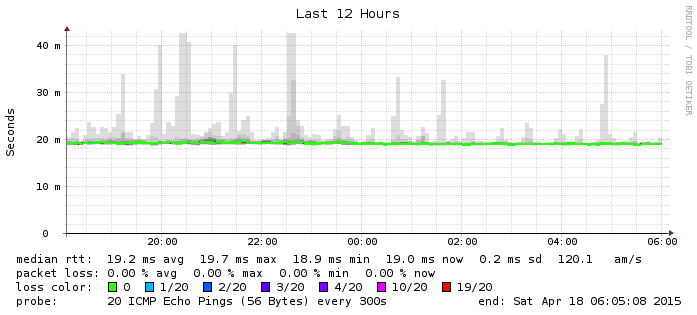 Last 12 Hours
RRDTOOL / TOBI OETIKER
Seconds
40 m
30 m
20 m
10 m
0
20:00 22:00 00:00 02:00 04:00 06:00
median rtt: 19.2 ms avg 19.7 ms max 18.9 ms min 19.0 ms now 0.2 ms sd 120.1 am/s
packet loss: 0.00 % avg 0.00 % max 0.00 % min 0.00 % now
loss color: 0 1/20 2/20 3/20 4/20 10/20 19/20
probe: 20 ICMP Echo Pings (56 Bytes) every 300s end: Sat Apr 18 06:05:08 2015